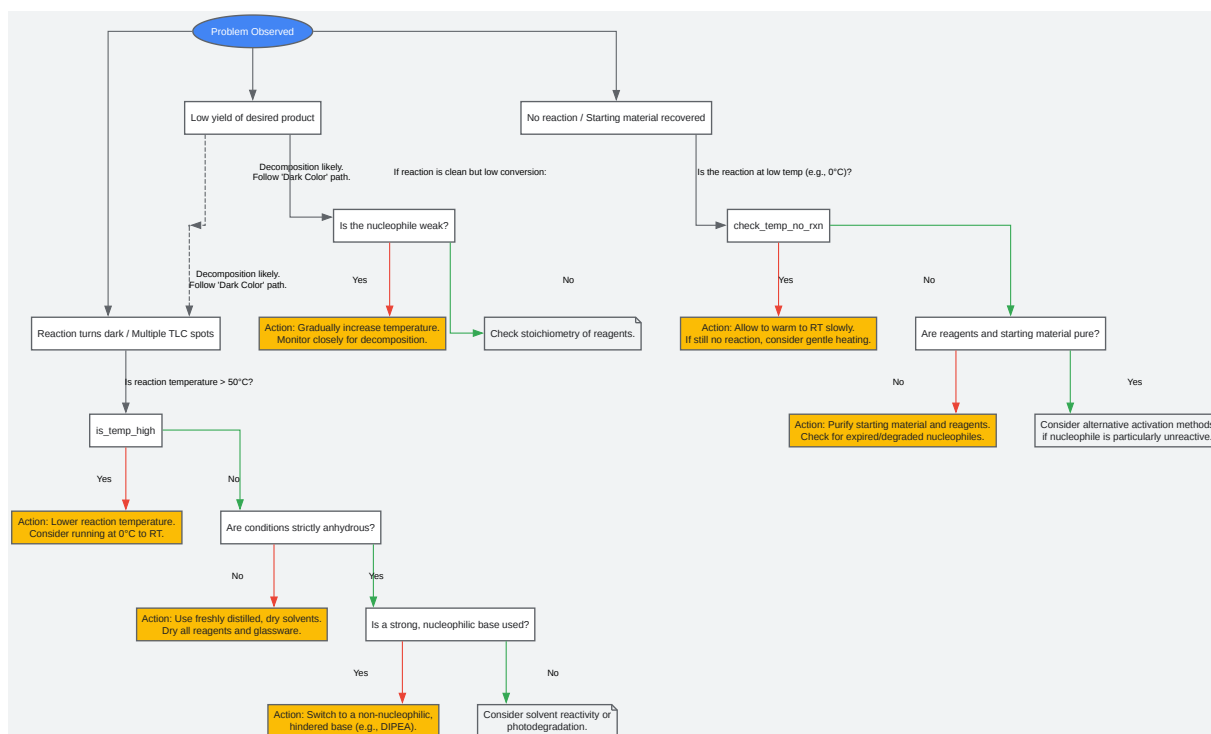 Problem Observed
Low yield of desired product
No reaction / Starting material recovered
Decomposition likely.
Follow 'Dark Color' path.
If reaction is clean but low conversion:
Is the reaction at low temp (e.g., 0°C)?
Is the nucleophile weak?
check_temp_no_rxn
Decomposition likely.
Follow 'Dark Color' path.
Yes
No
Yes
No
Reaction turns dark / Multiple TLC spots
Action: Gradually increase temperature.
Monitor closely for decomposition.
Check stoichiometry of reagents.
Action: Allow to warm to RT slowly.
If still no reaction, consider gentle heating.
Are reagents and starting material pure?
Is reaction temperature > 50°C?
No
Yes
is_temp_high
Action: Purify starting material and reagents.
Check for expired/degraded nucleophiles.
Consider alternative activation methods
if nucleophile is particularly unreactive.
Yes
No
Action: Lower reaction temperature.
Consider running at 0°C to RT.
Are conditions strictly anhydrous?
No
Yes
Action: Use freshly distilled, dry solvents.
Dry all reagents and glassware.
Is a strong, nucleophilic base used?
Yes
No
Action: Switch to a non-nucleophilic,
hindered base (e.g., DIPEA).
Consider solvent reactivity or
photodegradation.